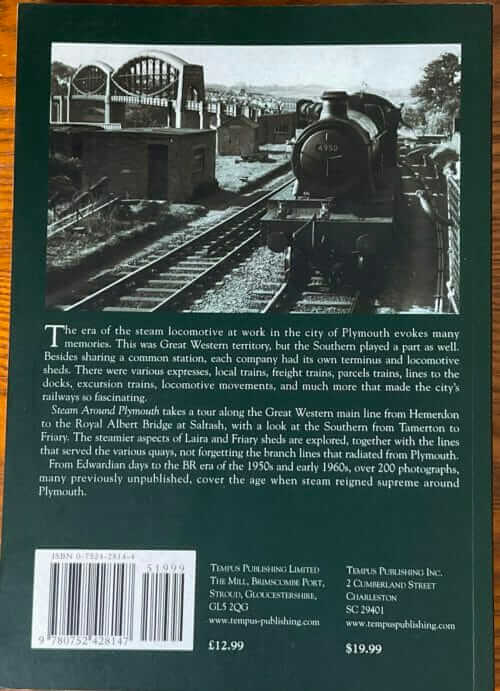 4950
The era of the steam locomotive at work in the city of Plymouth evokes many
memories. This was Great Western territory, but the Southern played a part as well.
Besides sharing a common station, each company had its own terminus and locomotive
sheds. There were various expresses, local trains, freight trains, parcels trains, lines to the
docks, excursion trains, locomotive movements, and much more that made the city's
railways so fascinating.
Steam Around Plymouth takes a tour along the Great Western main line from Hemerdon
to the Royal Albert Bridge at Saltash, with a look at the Southern from Tamerton to
Friary. The steamier aspects of Laira and Friary sheds are explored, together with the lines
that served the various quays, not forgetting the branch lines that radiated from Plymouth.
From Edwardian days to the BR era of the 1950s and early 1960s, over 200 photographs,
many previously unpublished, cover the age when steam reigned supreme around
Plymouth.
ISBN 0-7524-2814-4
51999
9 780752 428147
TEMPUS PUBLISHING LIMITED
THE MILL, BRIMSCOMBE PORT,
STROUD, GLOUCESTERSHIRE,
GL5 2QG
www.tempus-publishing.com
£12.99
TEMPUS PUBLISHING INC.
2 CUMBERLAND STREET
CHARLESTON
SC 29401
www.tempuspublishing.com
$19.99